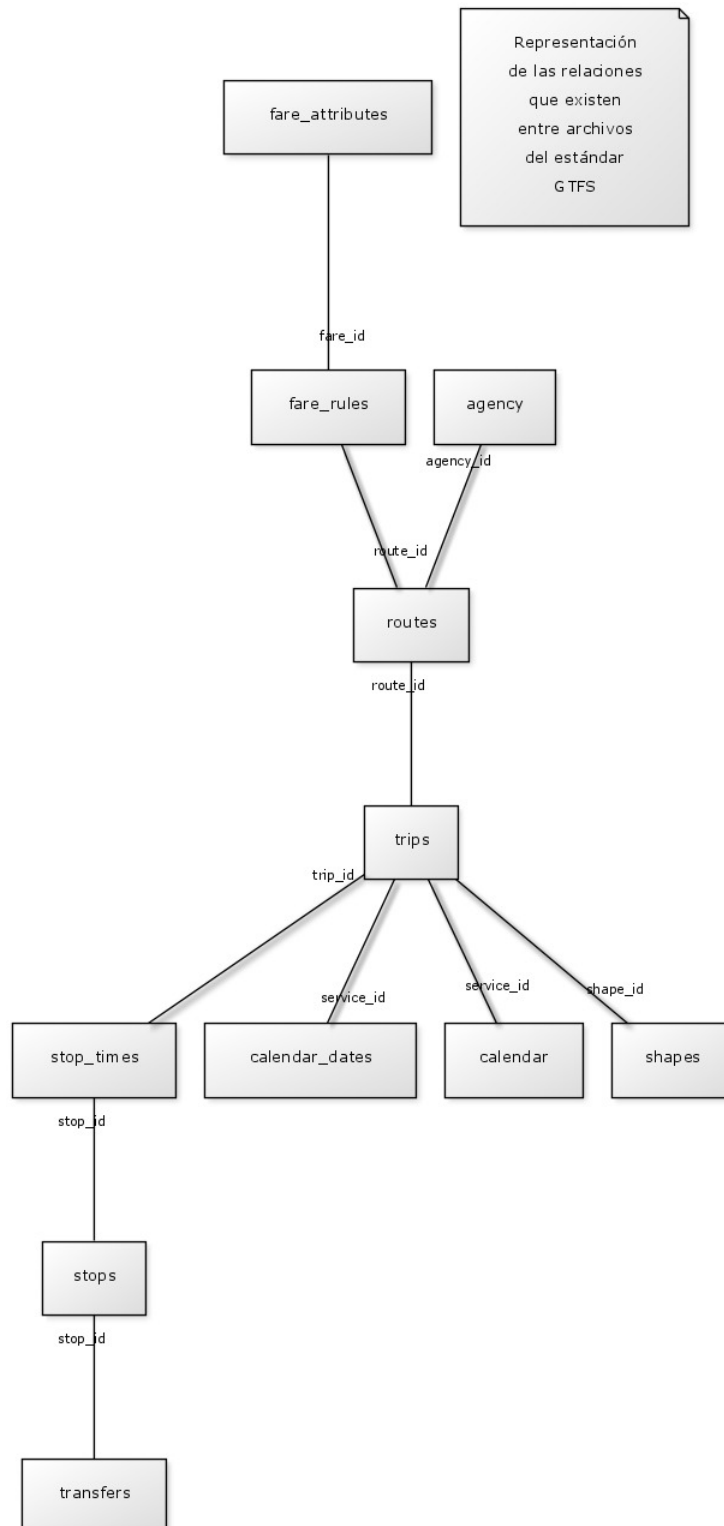 Representación
de las relaciones
que existen
entre archivos
del estándar
GTFS
fare_attributes
fare_id
fare_rules
agency
agency_id
route_id
routes
route_id
trips
trip_id
service_id
service_id
shape_id
stop_times
calendar_dates
calendar
shapes
stop_id
stops
stop_id
transfers